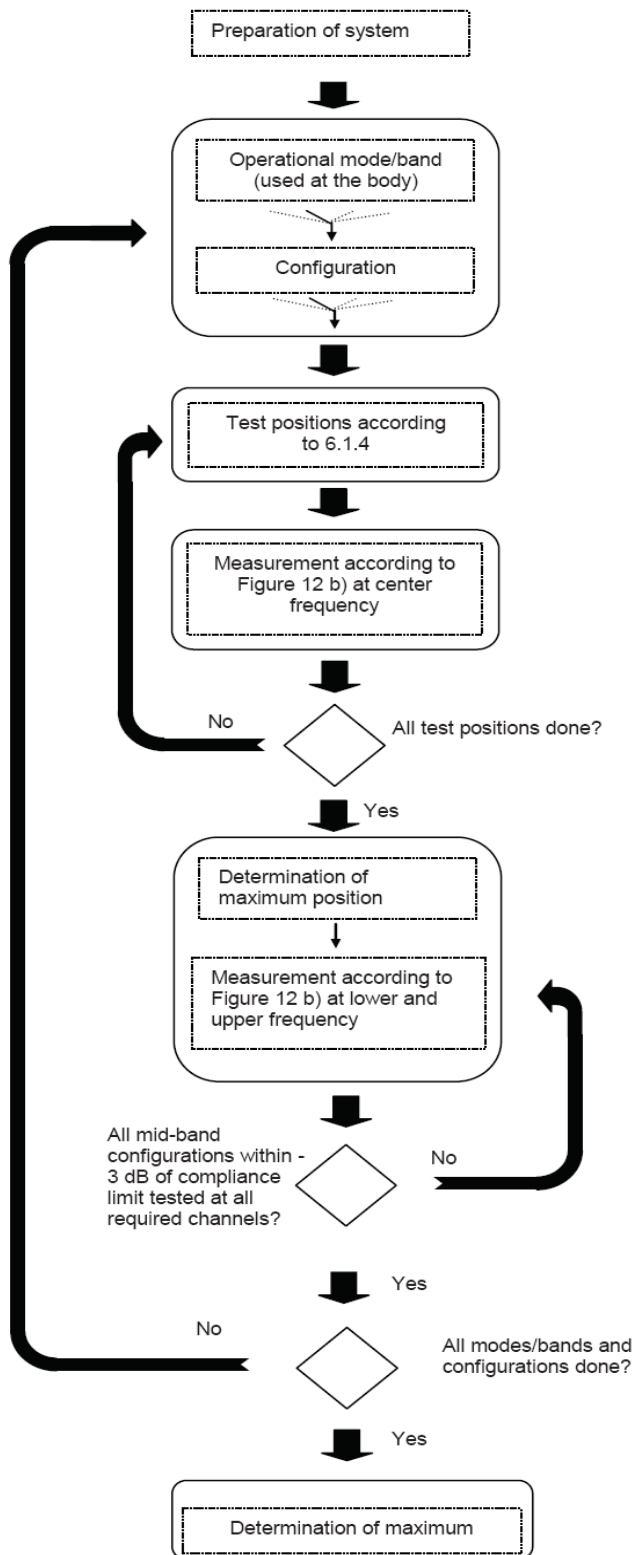 Preparation of system
Operational mode/band
(used at the body)
Configuration
Test positions according
to 6.1.4
Measurement according to
Figure 12 b) at center
frequency
No
All test positions done?
Yes
Determination of
maximum position
Measurement according to
Figure 12 b) at lower and
upper frequency
All mid-band
configurations within -
3 dB of compliance
limit tested at all
required channels?
No
Yes
No
All modes/bands and
configurations done?
Yes
Determination of maximum